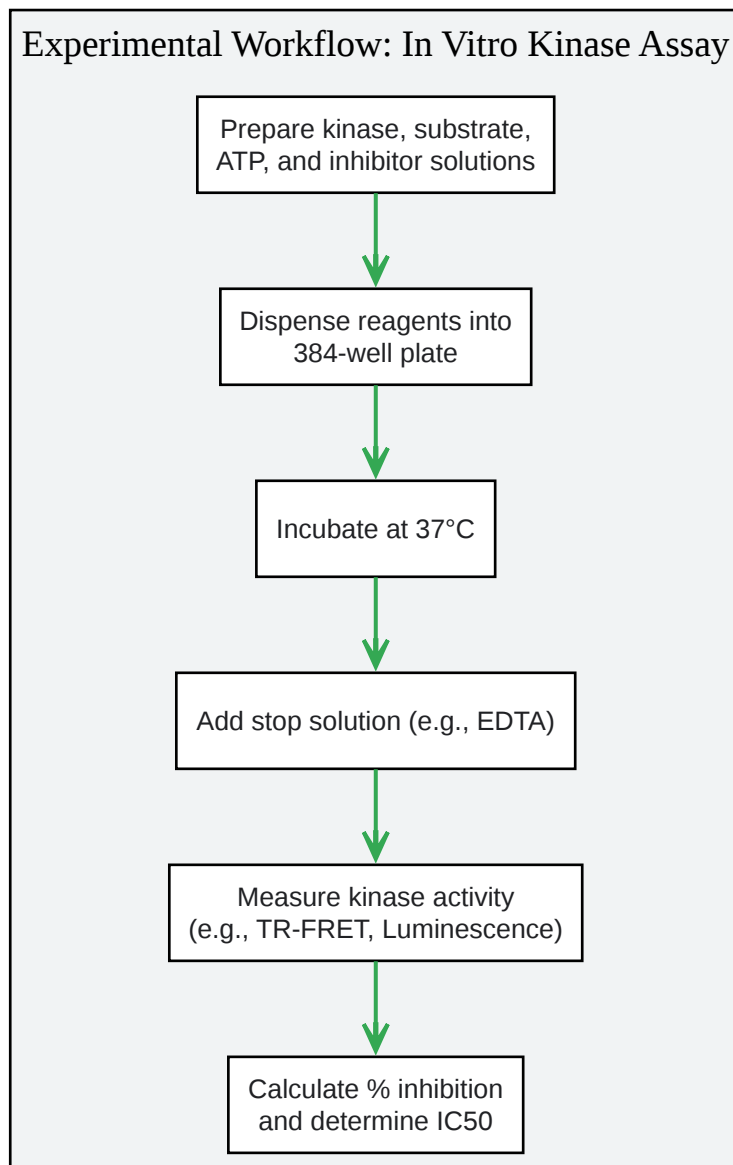 Experimental Workflow: In Vitro Kinase Assay
Prepare kinase, substrate,
ATP, and inhibitor solutions
Dispense reagents into
384-well plate
Incubate at 37°C
Add stop solution (e.g., EDTA)
Measure kinase activity
(e.g., TR-FRET, Luminescence)
Calculate % inhibition
and determine IC50